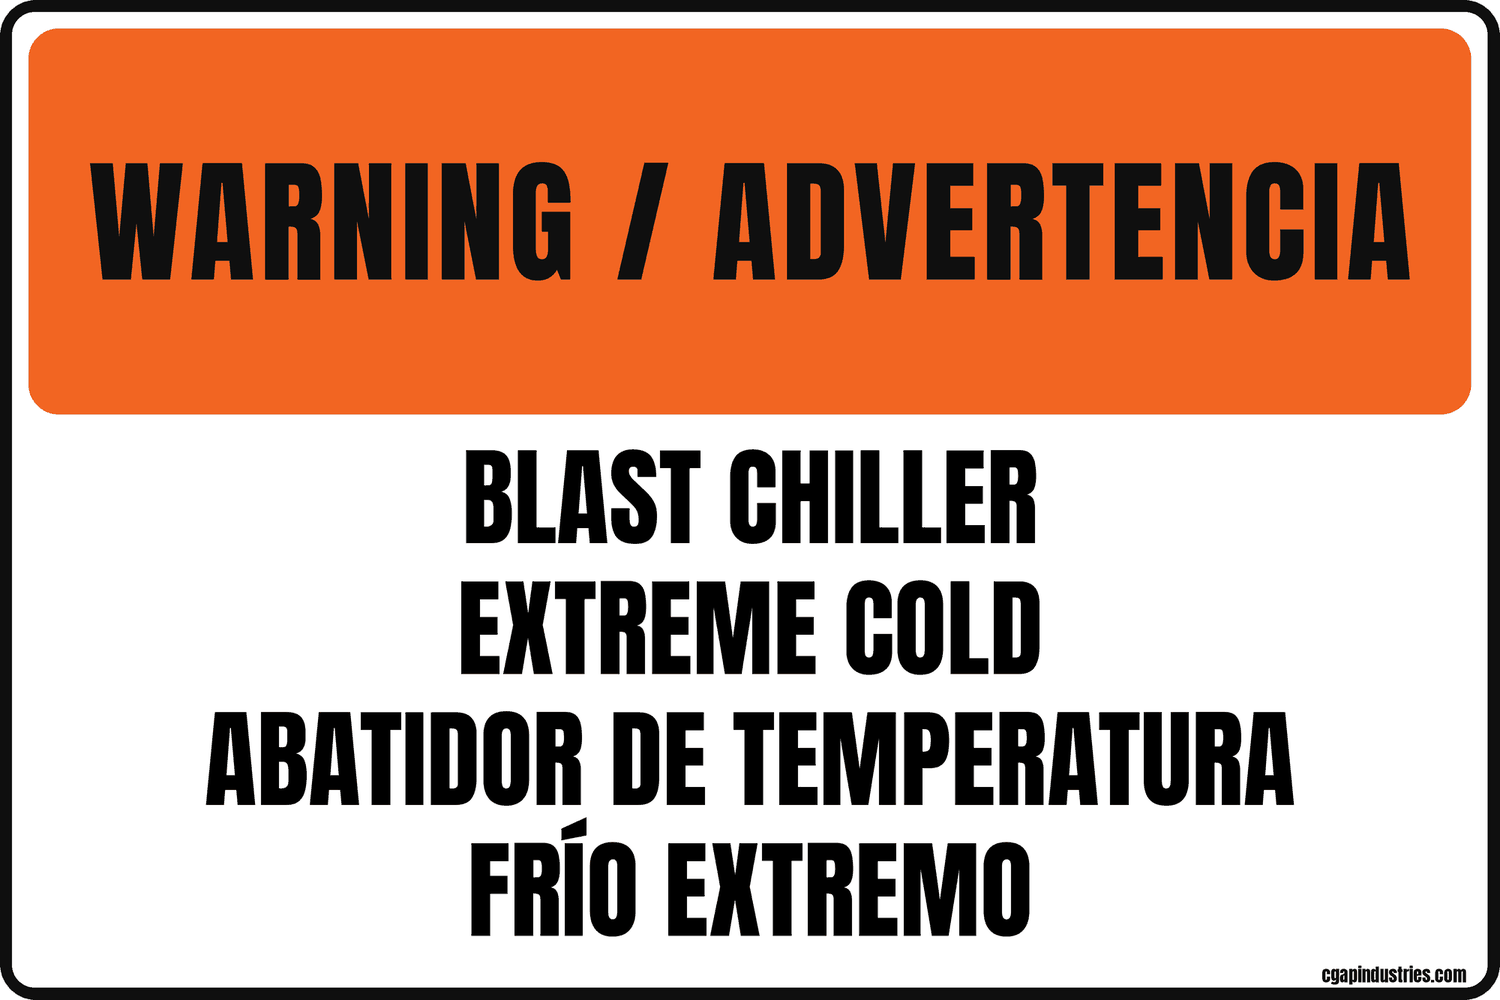 WARNING / ADVERTENCIA
BLAST CHILLER
EXTREME COLD
ABATIDOR DE TEMPERATURA
FRÍO EXTREMO
cgapindustries.com